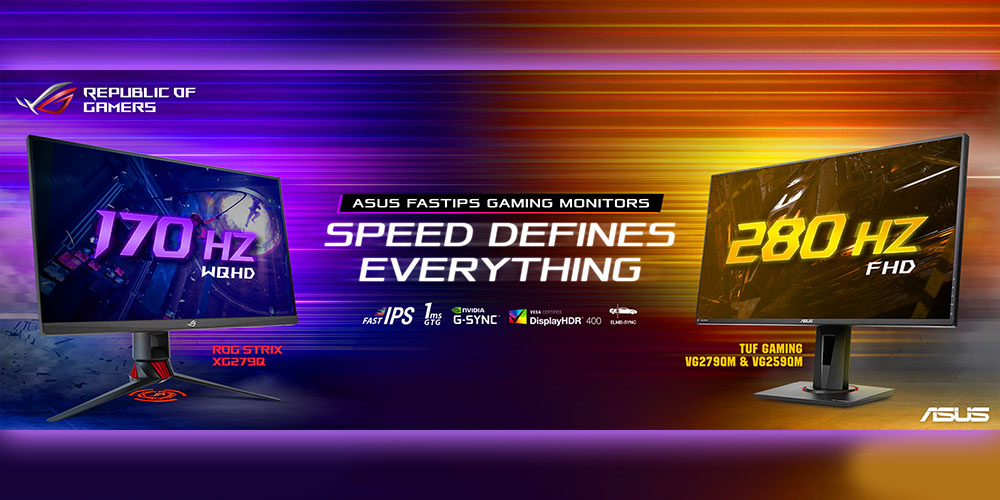 REPUBLIC OF
GAMERS
ASUS FASTIPS GAMING MONITORS
SPEED DEFINES
EVERYTHING
170 HZ
WQHD
280 HZ
FHD
FAST IPS
1ms
GTG
NVIDIA
G-SYNC
VESA CERTIFIED
DisplayHDR 400
ELMB-SYNC
ROG STRIX
XG279Q
TUF GAMING
VG279QM & VG259QM
ASUS
ASUS